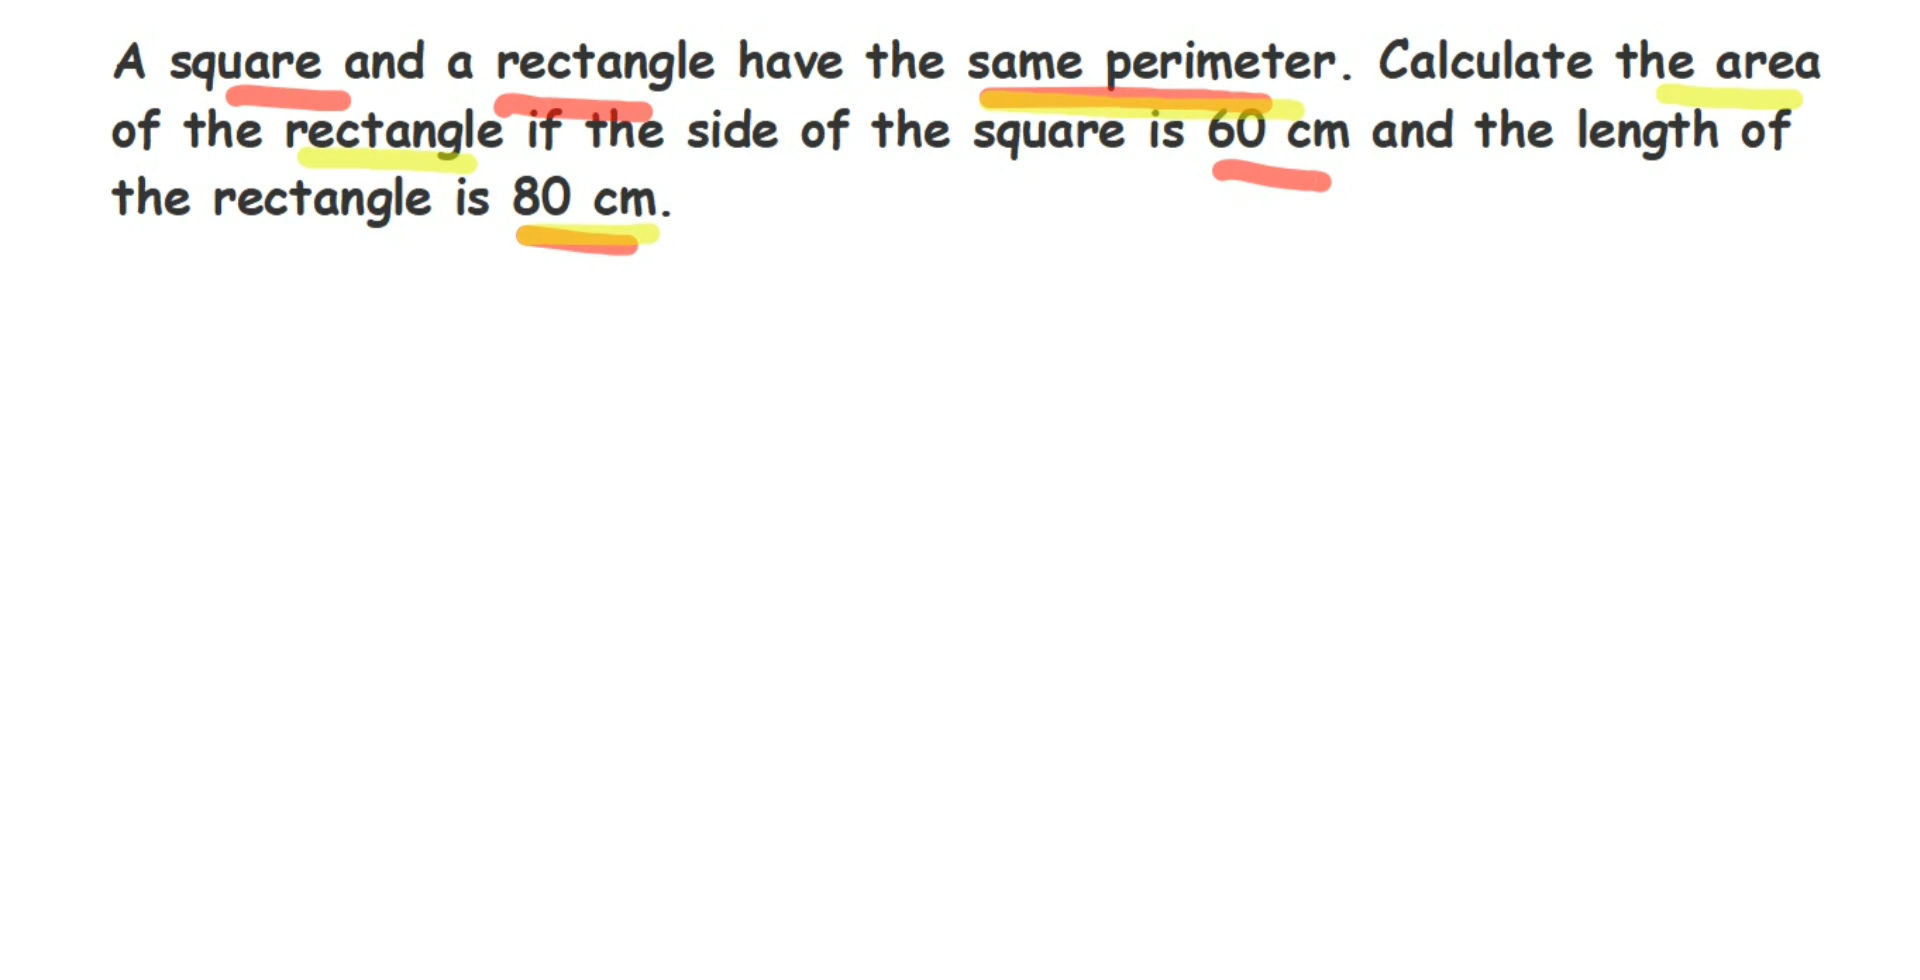 A square and a rectangle have the same perimeter. Calculate the area
of the rectangle if the side of the square is 60 cm and the length of
the rectangle is 80 cm.